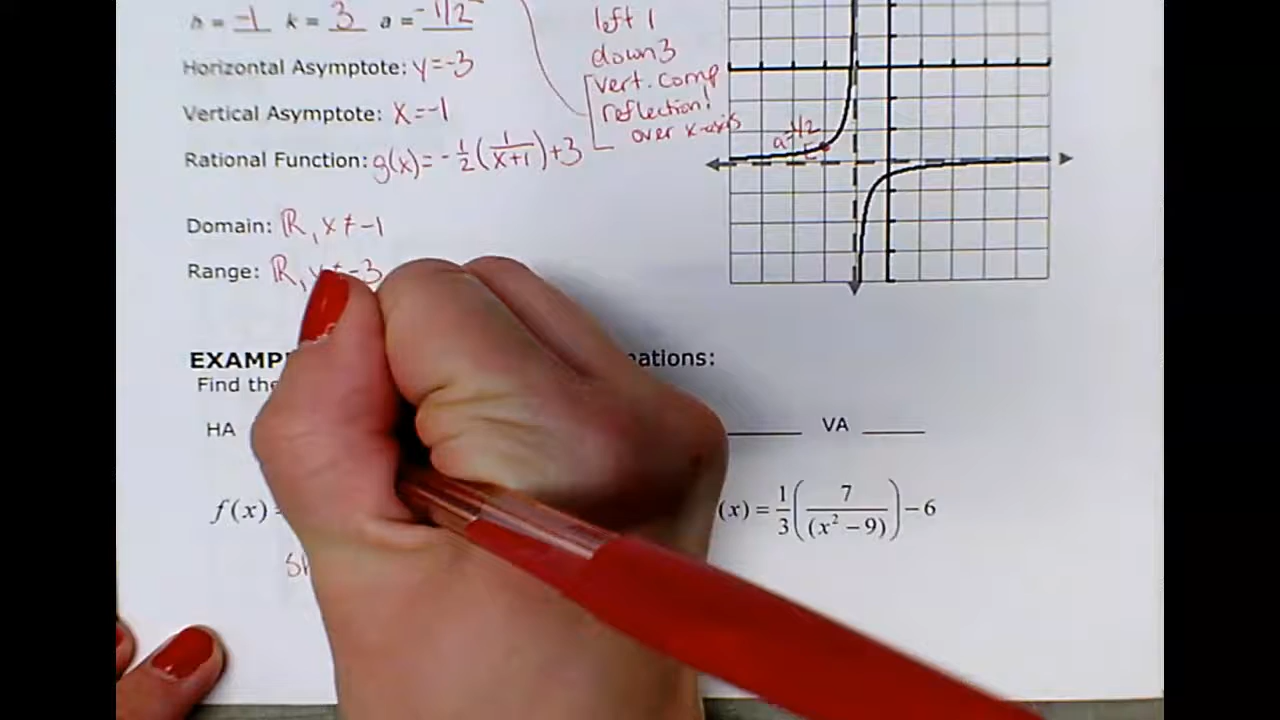 h = -1 k = 3 a = -1/2
left 1
down 3
Horizontal Asymptote: y=-3
vert. comp
Vertical Asymptote: x=-1
reflection!
over x-axis
Rational Function: g(x) = -1/2(1/(x+1))+3
a=1/2
Domain: ℝ, x≠-1
Range: ℝ, y≠-3
EXAMP ations:
Find the
HA VA
f(x) (x) = 1/3(7/(x²-9))-6